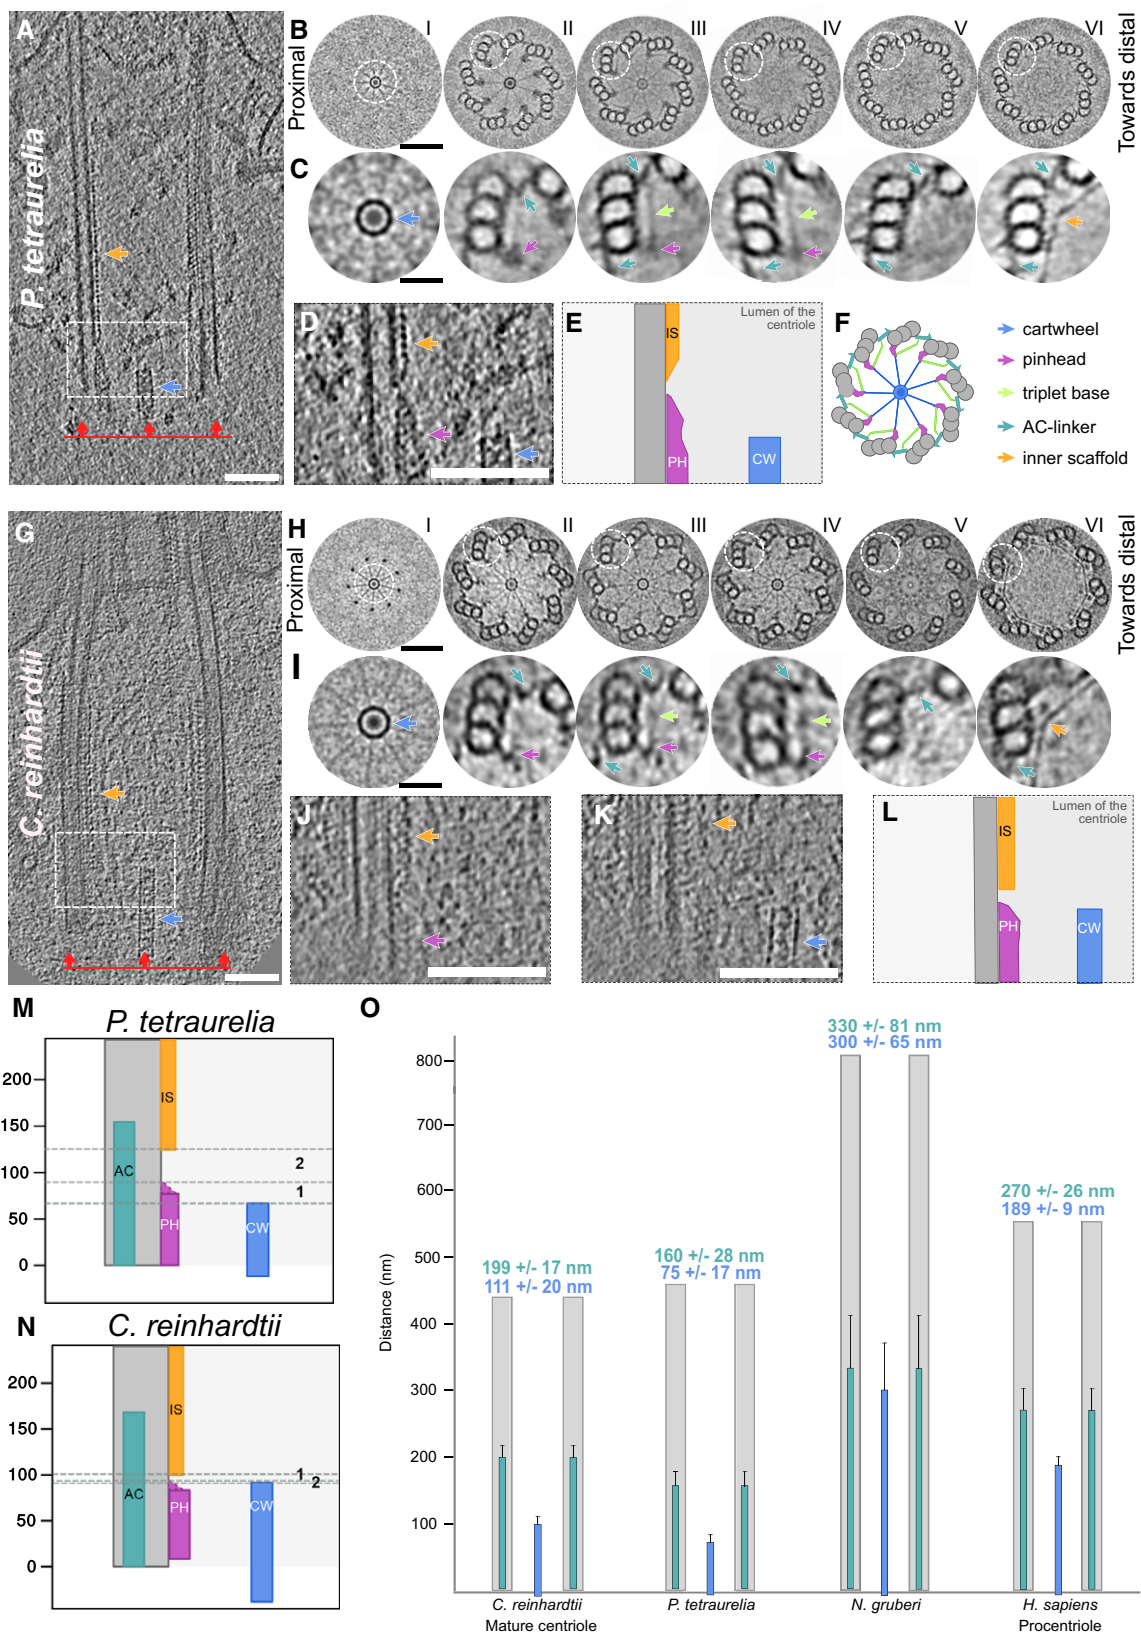 A
P. tetraurelia
B
Proximal
I
II
III
IV
V
VI
Towards distal
C
D
E
IS
PH
CW
Lumen of the
centriole
F
cartwheel
pinhead
triplet base
AC-linker
inner scaffold
G
C. reinhardtii
H
Proximal
I
II
III
IV
V
VI
Towards distal
I
J
K
L
IS
PH
CW
Lumen of the
centriole
M
P. tetraurelia
200
150
100
50
0
AC
IS
PH
CW
2
1
N
C. reinhardtii
200
150
100
50
0
AC
IS
PH
CW
1
2
O
Distance (nm)
800
700
600
500
400
300
200
100
199 +/- 17 nm
111 +/- 20 nm
160 +/- 28 nm
75 +/- 17 nm
330 +/- 81 nm
300 +/- 65 nm
270 +/- 26 nm
189 +/- 9 nm
C. reinhardtii
Mature centriole
P. tetraurelia
N. gruberi
H. sapiens
Procentriole